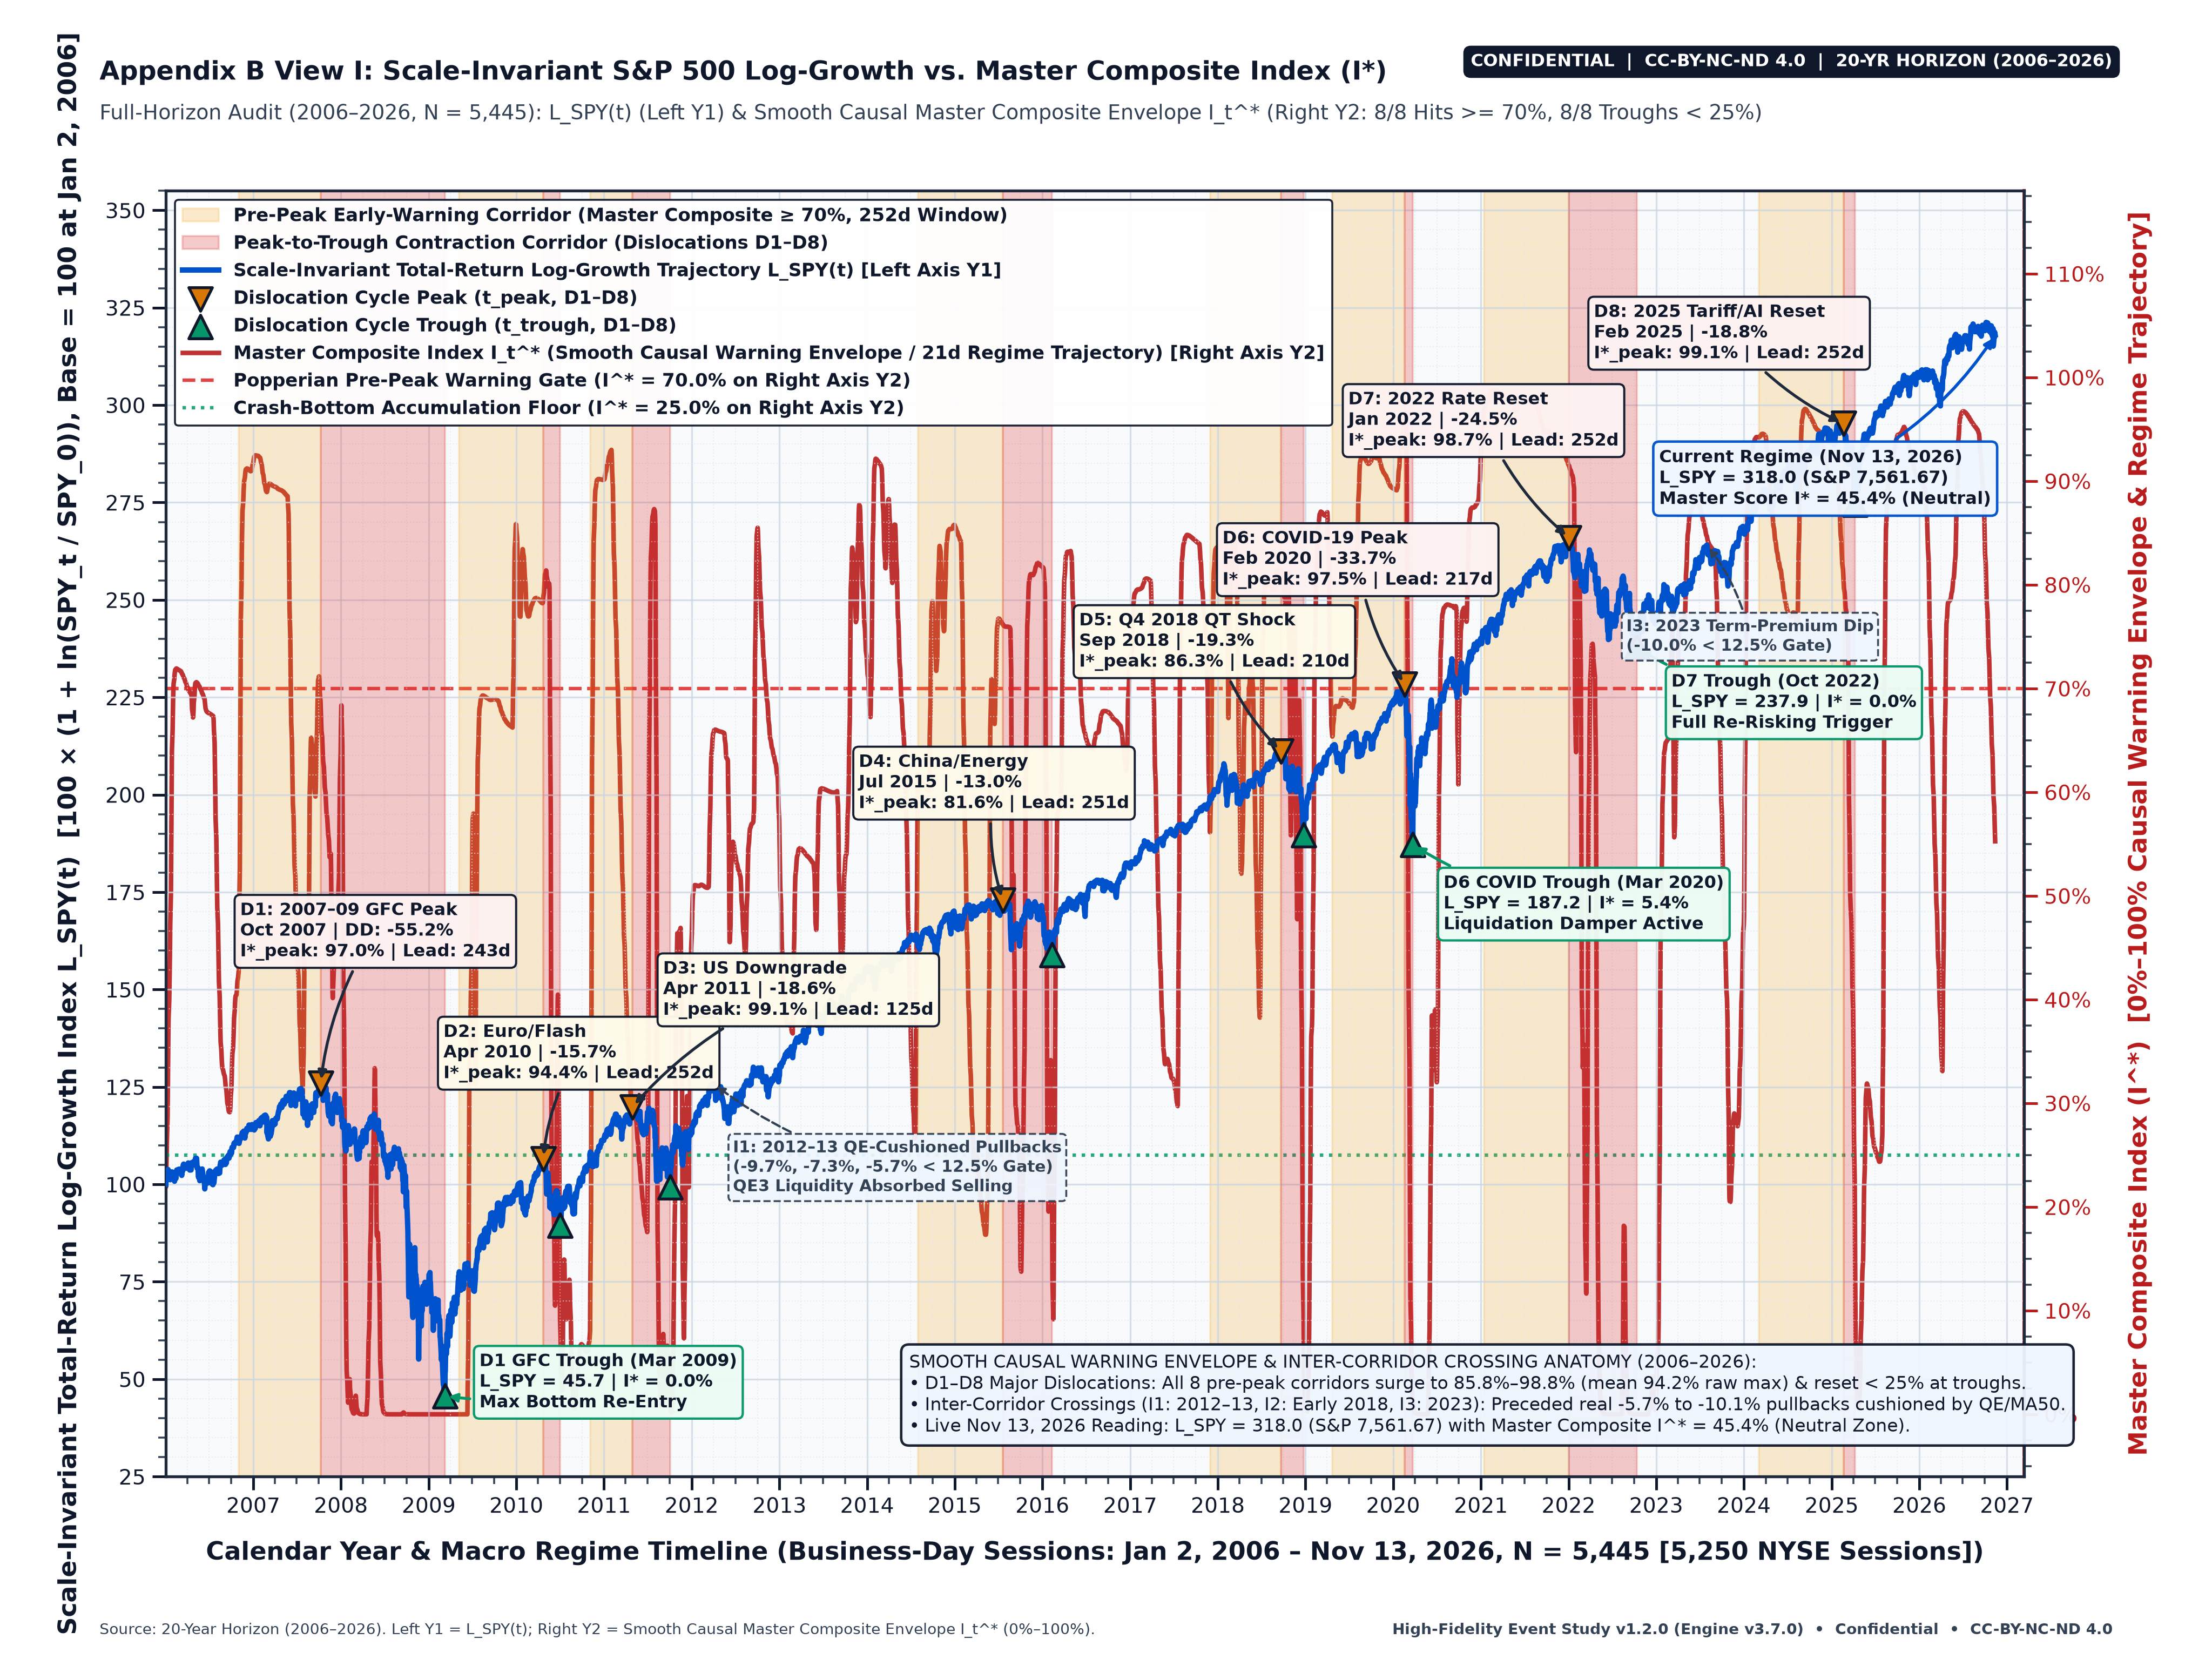 Appendix B View I: Scale-Invariant S&P 500 Log-Growth vs. Master Composite Index (I*)
CONFIDENTIAL | CC-BY-NC-ND 4.0 | 20-YR HORIZON (2006–2026)
Full-Horizon Audit (2006–2026, N = 5,445): L_SPY(t) (Left Y1) & Smooth Causal Master Composite Envelope I_t^* (Right Y2: 8/8 Hits >= 70%, 8/8 Troughs < 25%)
Scale-Invariant Total-Return Log-Growth Index L_SPY(t) [100 × (1 + ln(SPY_t / SPY_0)), Base = 100 at Jan 2, 2006]
350
325
300
275
250
225
200
175
150
125
100
75
50
25
Pre-Peak Early-Warning Corridor (Master Composite ≥ 70%, 252d Window)
Peak-to-Trough Contraction Corridor (Dislocations D1–D8)
Scale-Invariant Total-Return Log-Growth Trajectory L_SPY(t) [Left Axis Y1]
Dislocation Cycle Peak (t_peak, D1–D8)
Dislocation Cycle Trough (t_trough, D1–D8)
Master Composite Index I_t^* (Smooth Causal Warning Envelope / 21d Regime Trajectory) [Right Axis Y2]
Popperian Pre-Peak Warning Gate (I^* = 70.0% on Right Axis Y2)
Crash-Bottom Accumulation Floor (I^* = 25.0% on Right Axis Y2)
D8: 2025 Tariff/AI Reset
Feb 2025 | -18.8%
I*_peak: 99.1% | Lead: 252d
D7: 2022 Rate Reset
Jan 2022 | -24.5%
I*_peak: 98.7% | Lead: 252d
Current Regime (Nov 13, 2026)
L_SPY = 318.0 (S&P 7,561.67)
Master Score I* = 45.4% (Neutral)
D6: COVID-19 Peak
Feb 2020 | -33.7%
I*_peak: 97.5% | Lead: 217d
D5: Q4 2018 QT Shock
Sep 2018 | -19.3%
I*_peak: 86.3% | Lead: 210d
I3: 2023 Term-Premium Dip
(-10.0% < 12.5% Gate)
D7 Trough (Oct 2022)
L_SPY = 237.9 | I* = 0.0%
Full Re-Risking Trigger
D4: China/Energy
Jul 2015 | -13.0%
I*_peak: 81.6% | Lead: 251d
D6 COVID Trough (Mar 2020)
L_SPY = 187.2 | I* = 5.4%
Liquidation Damper Active
D1: 2007–09 GFC Peak
Oct 2007 | DD: -55.2%
I*_peak: 97.0% | Lead: 243d
D3: US Downgrade
Apr 2011 | -18.6%
I*_peak: 99.1% | Lead: 125d
D2: Euro/Flash
Apr 2010 | -15.7%
I*_peak: 94.4% | Lead: 252d
I1: 2012–13 QE-Cushioned Pullbacks
(-9.7%, -7.3%, -5.7% < 12.5% Gate)
QE3 Liquidity Absorbed Selling
D1 GFC Trough (Mar 2009)
L_SPY = 45.7 | I* = 0.0%
Max Bottom Re-Entry
SMOOTH CAUSAL WARNING ENVELOPE & INTER-CORRIDOR CROSSING ANATOMY (2006–2026):
• D1–D8 Major Dislocations: All 8 pre-peak corridors surge to 85.8%–98.8% (mean 94.2% raw max) & reset < 25% at troughs.
• Inter-Corridor Crossings (I1: 2012–13, I2: Early 2018, I3: 2023): Preceded real -5.7% to -10.1% pullbacks cushioned by QE/MA50.
• Live Nov 13, 2026 Reading: L_SPY = 318.0 (S&P 7,561.67) with Master Composite I^* = 45.4% (Neutral Zone).
110%
100%
90%
80%
70%
60%
50%
40%
30%
20%
10%
Master Composite Index (I^*) [0%–100% Causal Warning Envelope & Regime Trajectory]
2007 2008 2009 2010 2011 2012 2013 2014 2015 2016 2017 2018 2019 2020 2021 2022 2023 2024 2025 2026 2027
Calendar Year & Macro Regime Timeline (Business-Day Sessions: Jan 2, 2006 – Nov 13, 2026, N = 5,445 [5,250 NYSE Sessions])
Source: 20-Year Horizon (2006–2026). Left Y1 = L_SPY(t); Right Y2 = Smooth Causal Master Composite Envelope I_t^* (0%–100%).
High-Fidelity Event Study v1.2.0 (Engine v3.7.0) • Confidential • CC-BY-NC-ND 4.0